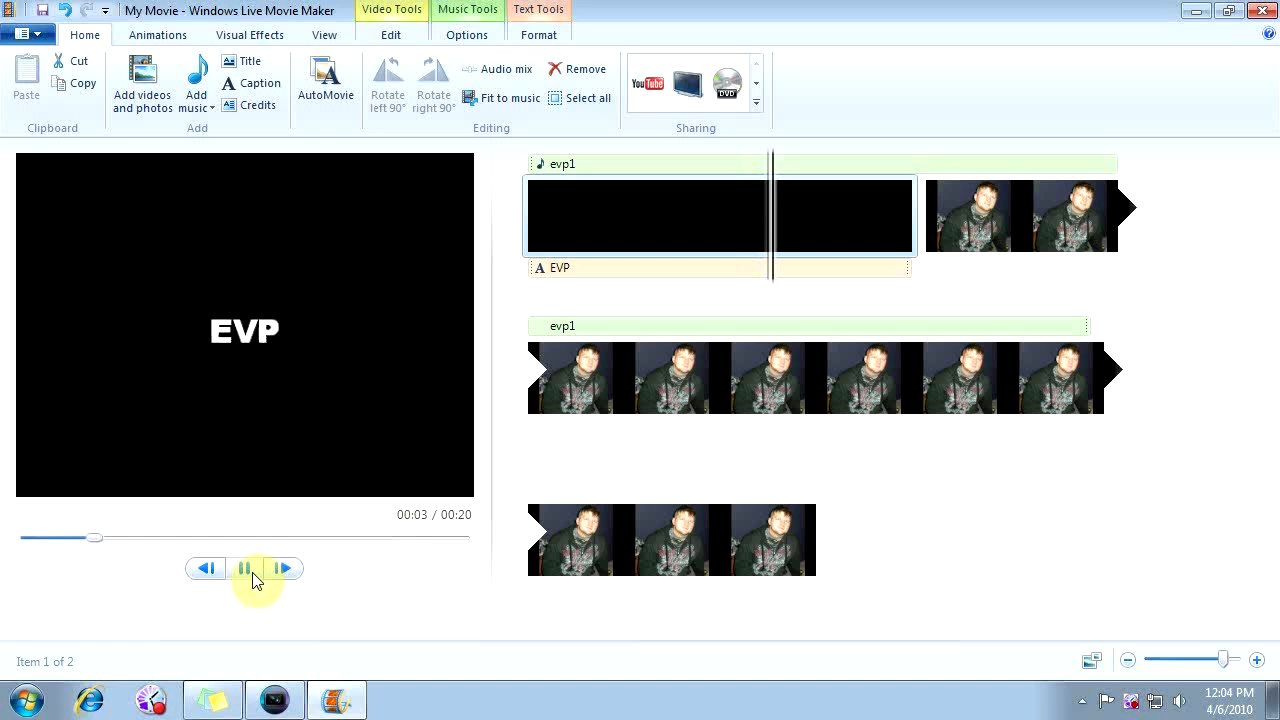 My Movie - Windows Live Movie Maker
Video Tools
Music Tools
Text Tools
Home
Animations
Visual Effects
View
Edit
Options
Format
Paste
Cut
Copy
Clipboard
Add videos
and photos
Add
music
Title
Caption
Credits
Add
AutoMovie
Rotate
left 90°
Rotate
right 90°
Audio mix
Fit to music
Remove
Select all
Editing
YouTube
DVD
Sharing
EVP
00:03 / 00:20
evp1
A EVP
evp1
Item 1 of 2
12:04 PM
4/6/2010